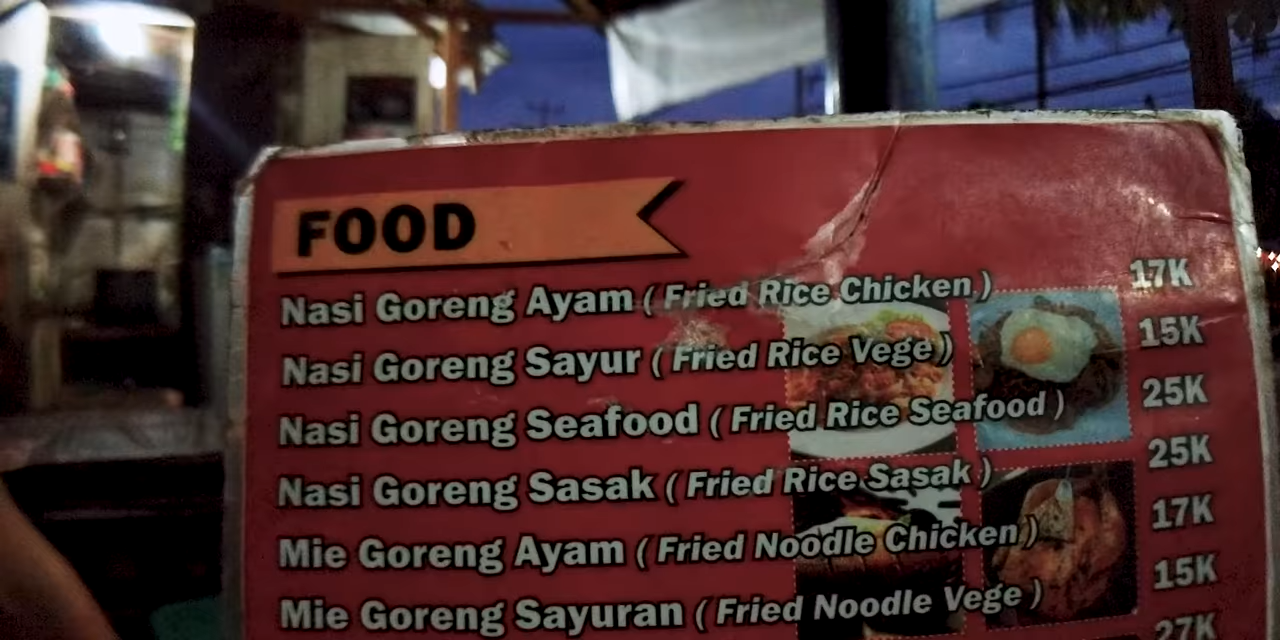 FOOD
Nasi Goreng Ayam ( Fried Rice Chicken ) 17K
Nasi Goreng Sayur ( Fried Rice Vege ) 15K
Nasi Goreng Seafood ( Fried Rice Seafood ) 25K
Nasi Goreng Sasak ( Fried Rice Sasak ) 25K
Mie Goreng Ayam ( Fried Noodle Chicken ) 17K
Mie Goreng Sayuran ( Fried Noodle Vege ) 15K
27K